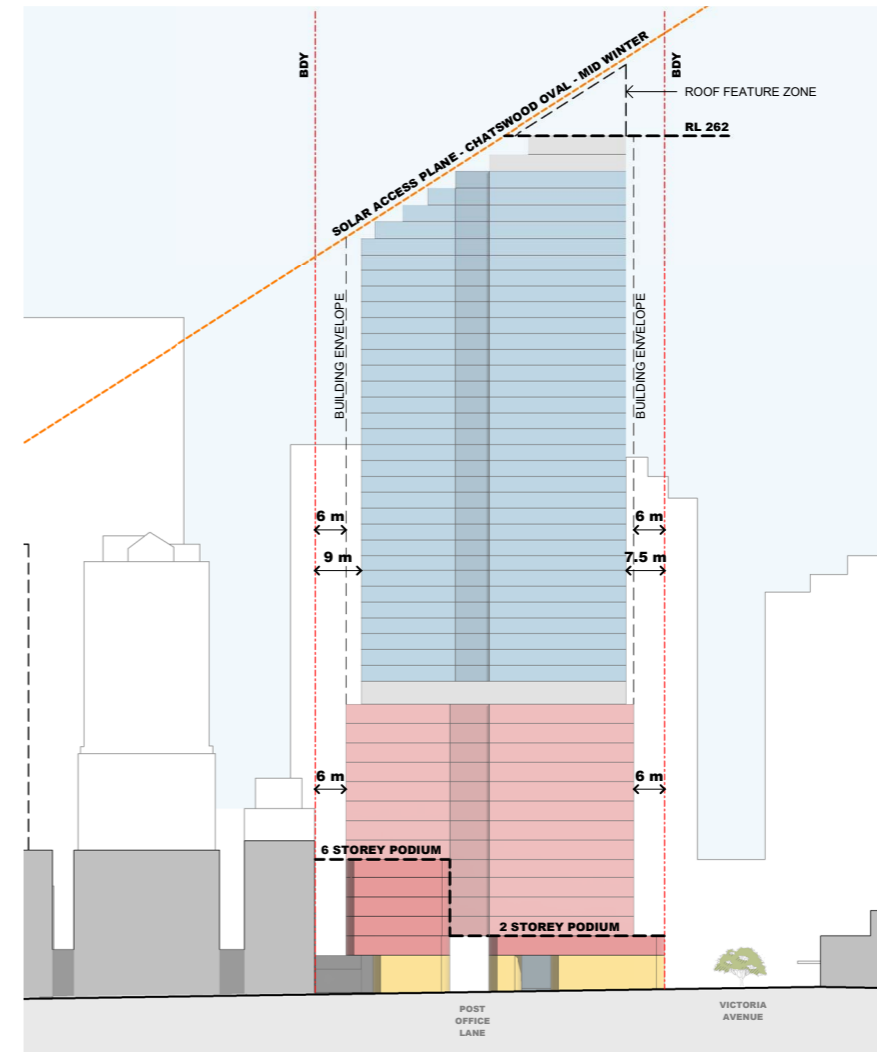 BDY
SOLAR ACCESS PLANE - CHATSWOOD OVAL - MID WINTER
BDY
ROOF FEATURE ZONE
RL 262
BUILDING ENVELOPE
BUILDING ENVELOPE
6 m
6 m
9 m
7.5 m
6 m
6 m
6 STOREY PODIUM
2 STOREY PODIUM
POST
OFFICE
LANE
VICTORIA
AVENUE